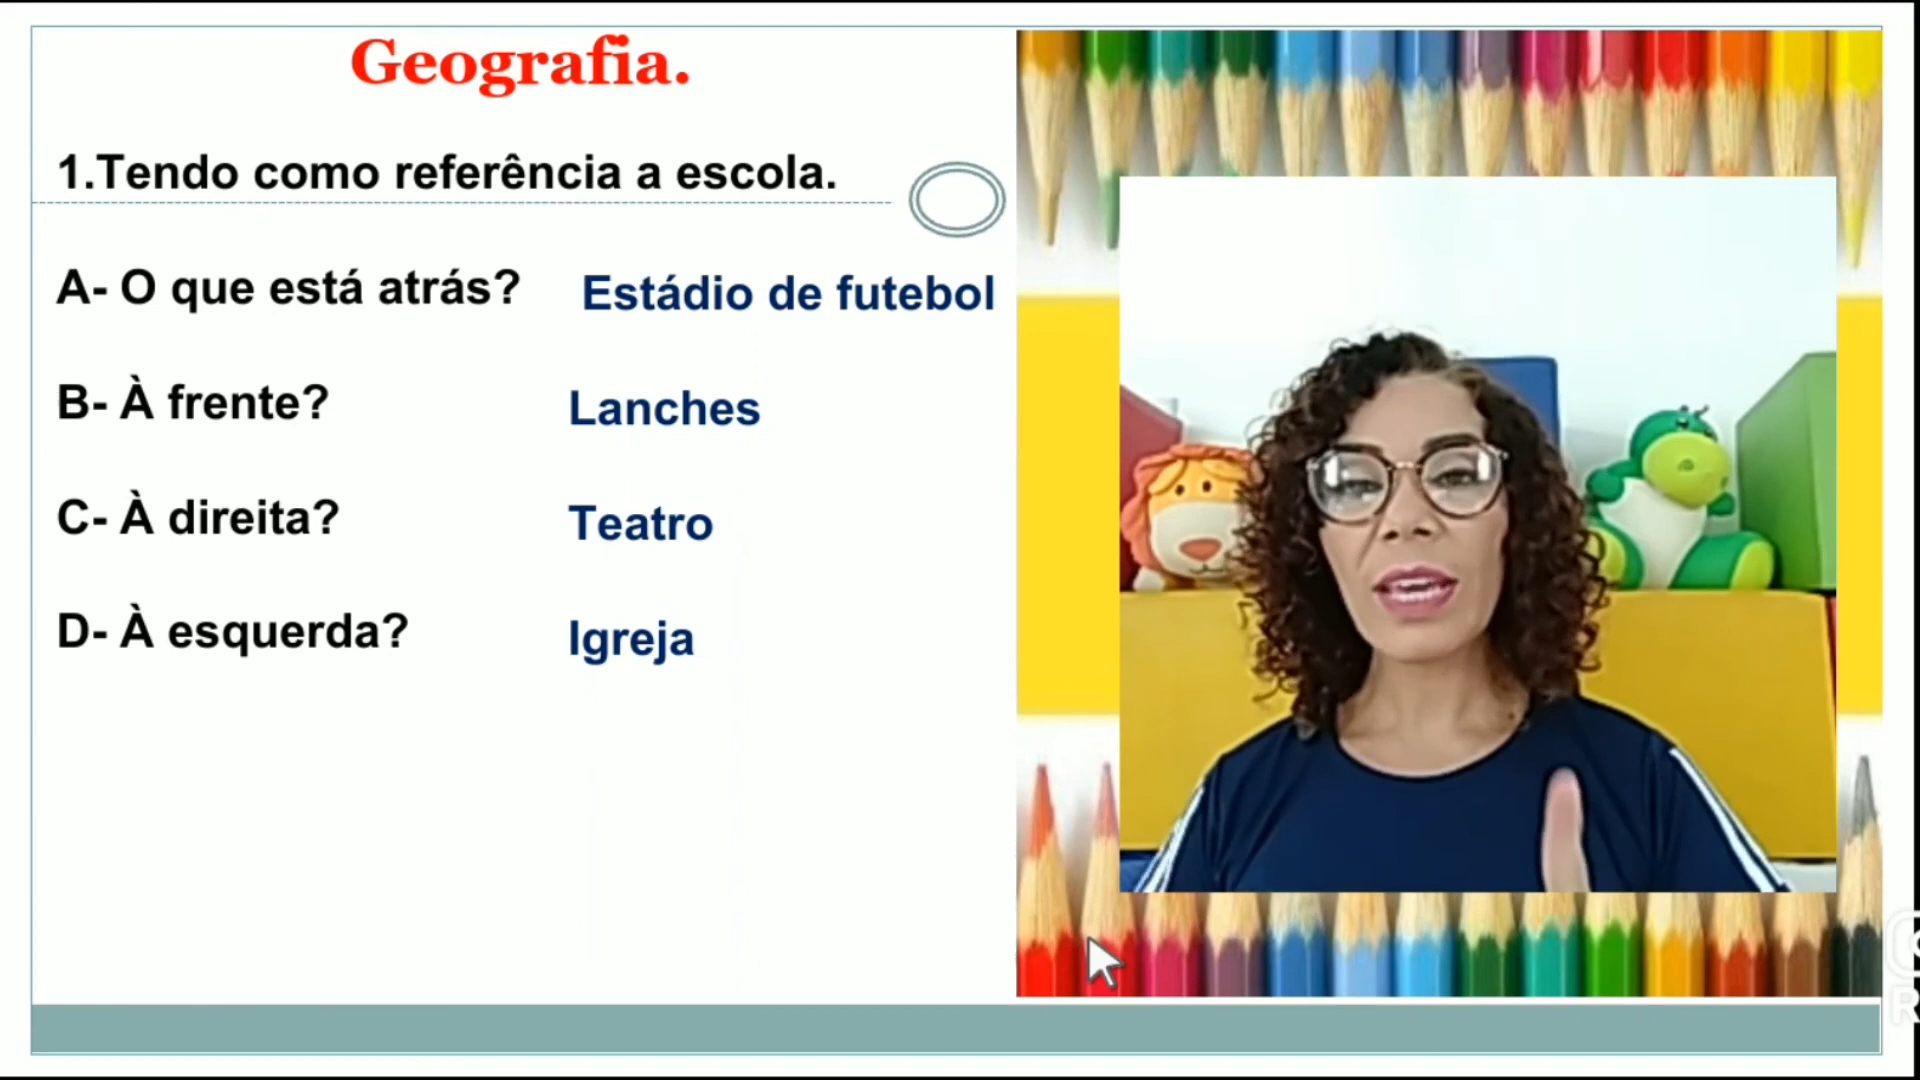 Geografia.
1.Tendo como referência a escola.
A- O que está atrás? Estádio de futebol
B- À frente? Lanches
C- À direita? Teatro
D- À esquerda? Igreja